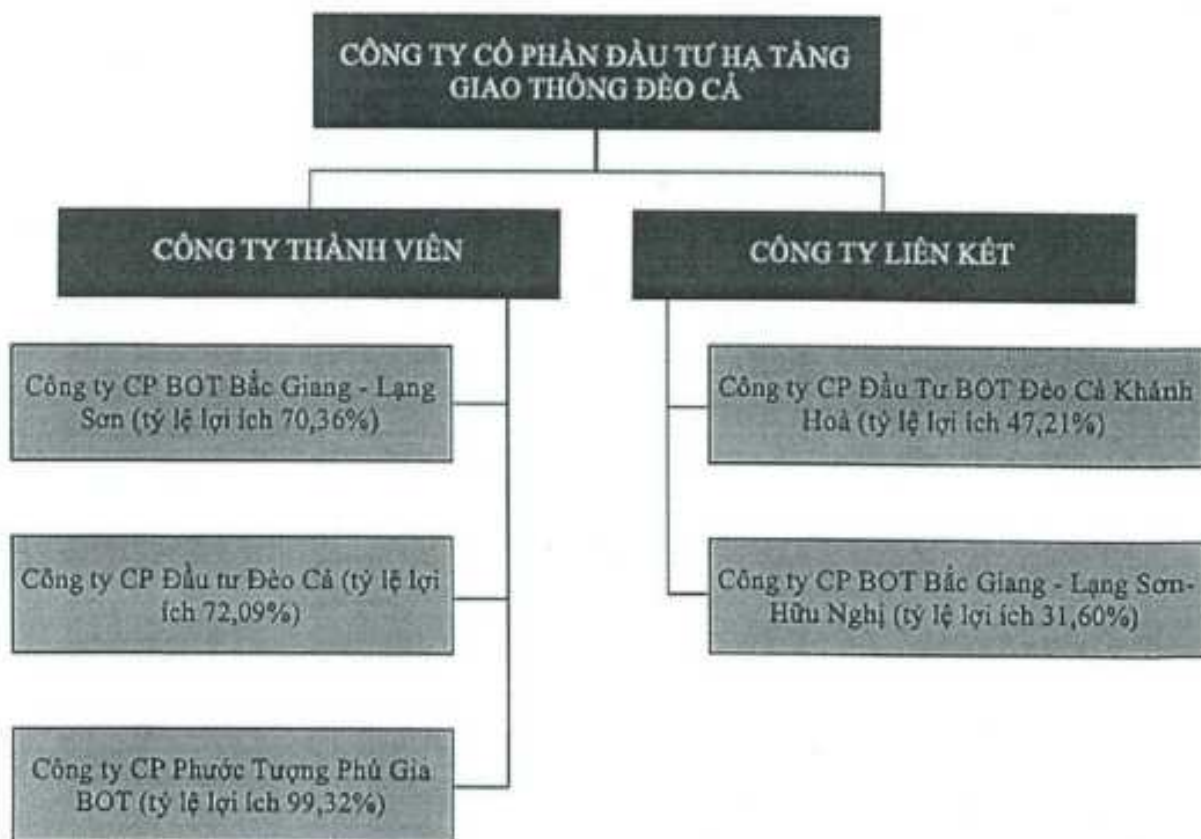 CÔNG TY CỔ PHẦN ĐẦU TƯ HẠ TẦNG
GIAO THÔNG ĐÈO CẢ
CÔNG TY THÀNH VIÊN
Công ty CP BOT Bắc Giang - Lạng
Sơn (tỷ lệ lợi ích 70,36%)
Công ty CP Đầu tư Đèo Cả (tỷ lệ lợi
ích 72,09%)
Công ty CP Phước Tượng Phú Gia
BOT (tỷ lệ lợi ích 99,32%)
CÔNG TY LIÊN KẾT
Công ty CP Đầu Tư BOT Đèo Cả Khánh
Hoà (tỷ lệ lợi ích 47,21%)
Công ty CP BOT Bắc Giang - Lạng Sơn-
Hữu Nghị (tỷ lệ lợi ích 31,60%)